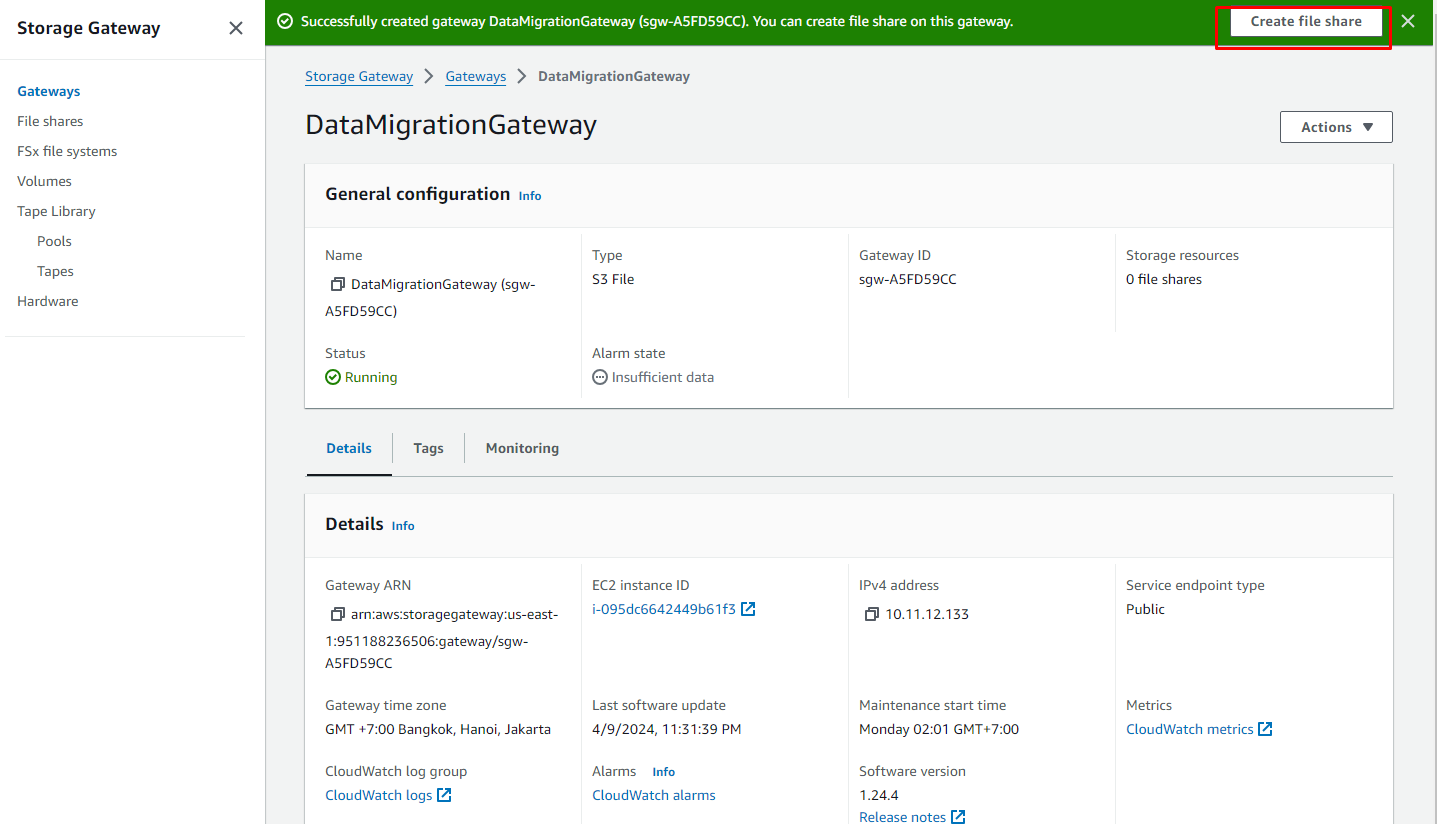 Storage Gateway
Gateways
File shares
FSx file systems
Volumes
Tape Library
Pools
Tapes
Hardware
Successfully created gateway DataMigrationGateway (sgw-A5FD59CC). You can create file share on this gateway.
Create file share
Storage Gateway
Gateways
DataMigrationGateway
DataMigrationGateway
Actions
General configuration Info
Name
DataMigrationGateway (sgw-
A5FD59CC)
Type
S3 File
Gateway ID
sgw-A5FD59CC
Storage resources
0 file shares
Status
Running
Alarm state
Insufficient data
Details
Tags
Monitoring
Details Info
Gateway ARN
arn:aws:storagegateway:us-east-
1:951188236506:gateway/sgw-
A5FD59CC
EC2 instance ID
i-095dc6642449b61f3
IPv4 address
10.11.12.133
Service endpoint type
Public
Gateway time zone
GMT +7:00 Bangkok, Hanoi, Jakarta
Last software update
4/9/2024, 11:31:39 PM
Maintenance start time
Monday 02:01 GMT+7:00
Metrics
CloudWatch metrics
CloudWatch log group
CloudWatch logs
Alarms Info
CloudWatch alarms
Software version
1.24.4
Release notes